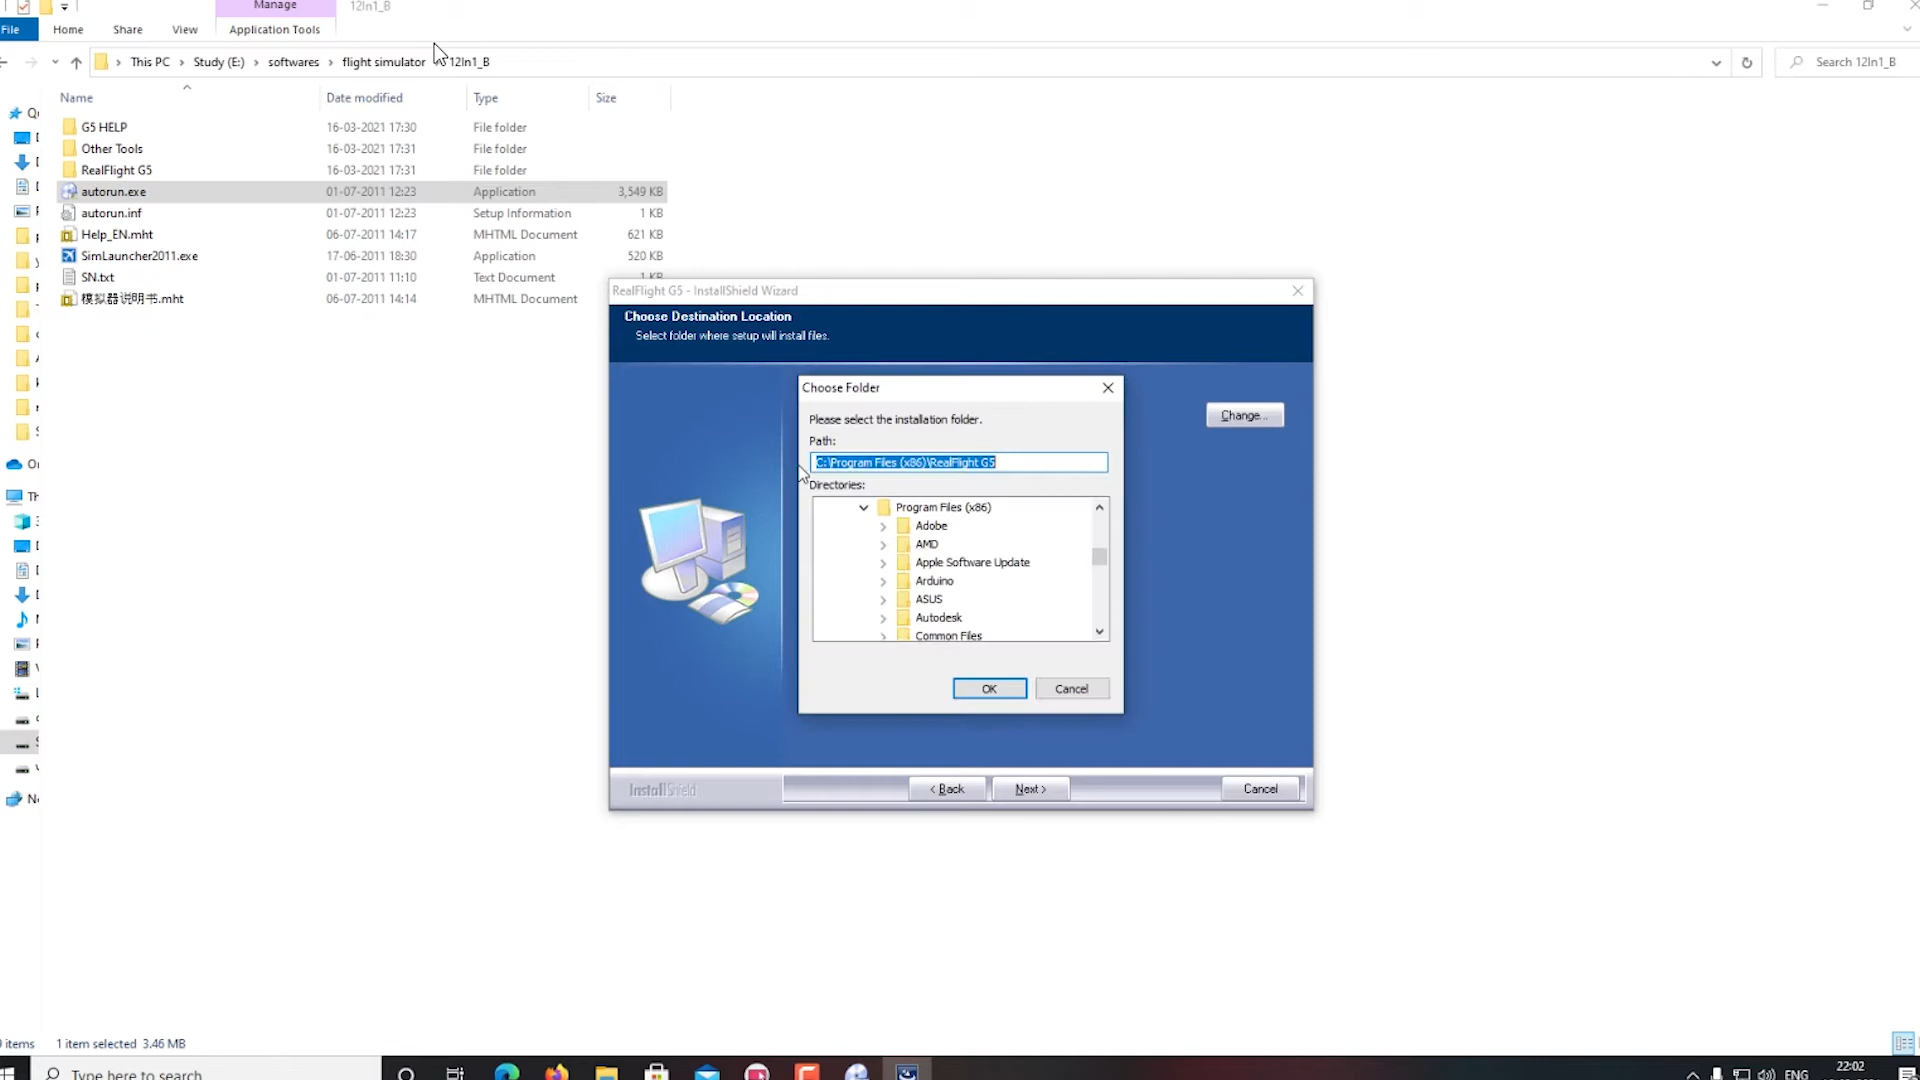 Manage
12In1_B
File
Home
Share
View
Application Tools
This PC
Study (E:)
softwares
flight simulator
12In1_B
Search 12In1_B
Name
Date modified
Type
Size
G5 HELP
16-03-2021 17:30
File folder
Other Tools
16-03-2021 17:31
File folder
RealFlight G5
16-03-2021 17:31
File folder
autorun.exe
01-07-2011 12:23
Application
3,549 KB
autorun.inf
01-07-2011 12:23
Setup Information
1 KB
Help_EN.mht
06-07-2011 14:17
MHTML Document
621 KB
SimLauncher2011.exe
17-06-2011 18:30
Application
520 KB
SN.txt
01-07-2011 11:10
Text Document
1 KB
模拟器说明书.mht
06-07-2011 14:14
MHTML Document
RealFlight G5 - InstallShield Wizard
Choose Destination Location
Select folder where setup will install files.
Choose Folder
Please select the installation folder.
Path:
C:\Program Files (x86)\RealFlight G5
Directories:
Program Files (x86)
Adobe
AMD
Apple Software Update
Arduino
ASUS
Autodesk
Common Files
OK
Cancel
Change...
InstallShield
< Back
Next >
Cancel
items
1 item selected 3.46 MB
Type here to search
ENG
22:02